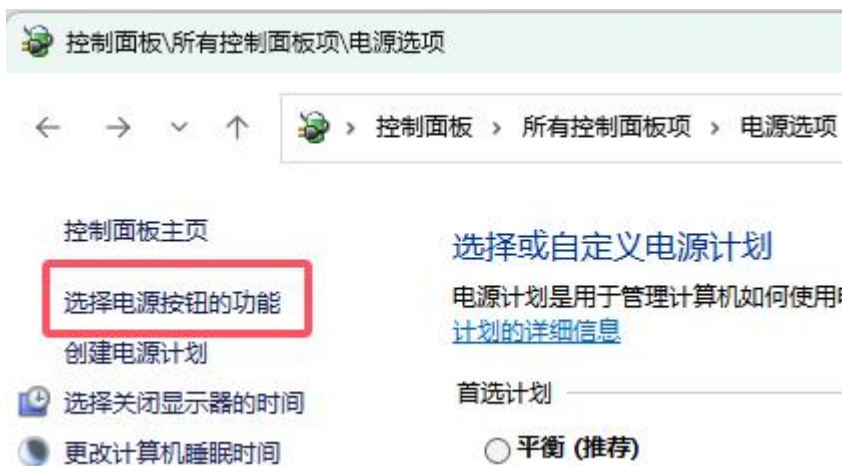 控制面板\所有控制面板项\电源选项
控制面板 > 所有控制面板项 > 电源选项
控制面板主页
选择电源按钮的功能
创建电源计划
选择关闭显示器的时间
更改计算机睡眠时间
选择或自定义电源计划
电源计划是用于管理计算机如何使用
计划的详细信息
首选计划
平衡 (推荐)